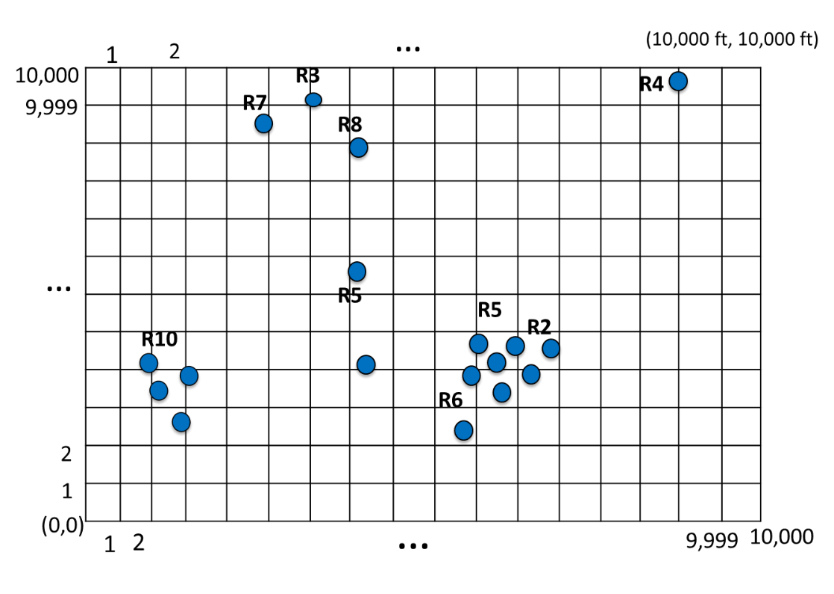 (10,000 ft, 10,000 ft)
1 2 ...
10,000
9,999
R3
R4
R7
R8
...
R5
R5
R2
R10
R6
2
1
(0,0)
1 2 ... 9,999 10,000